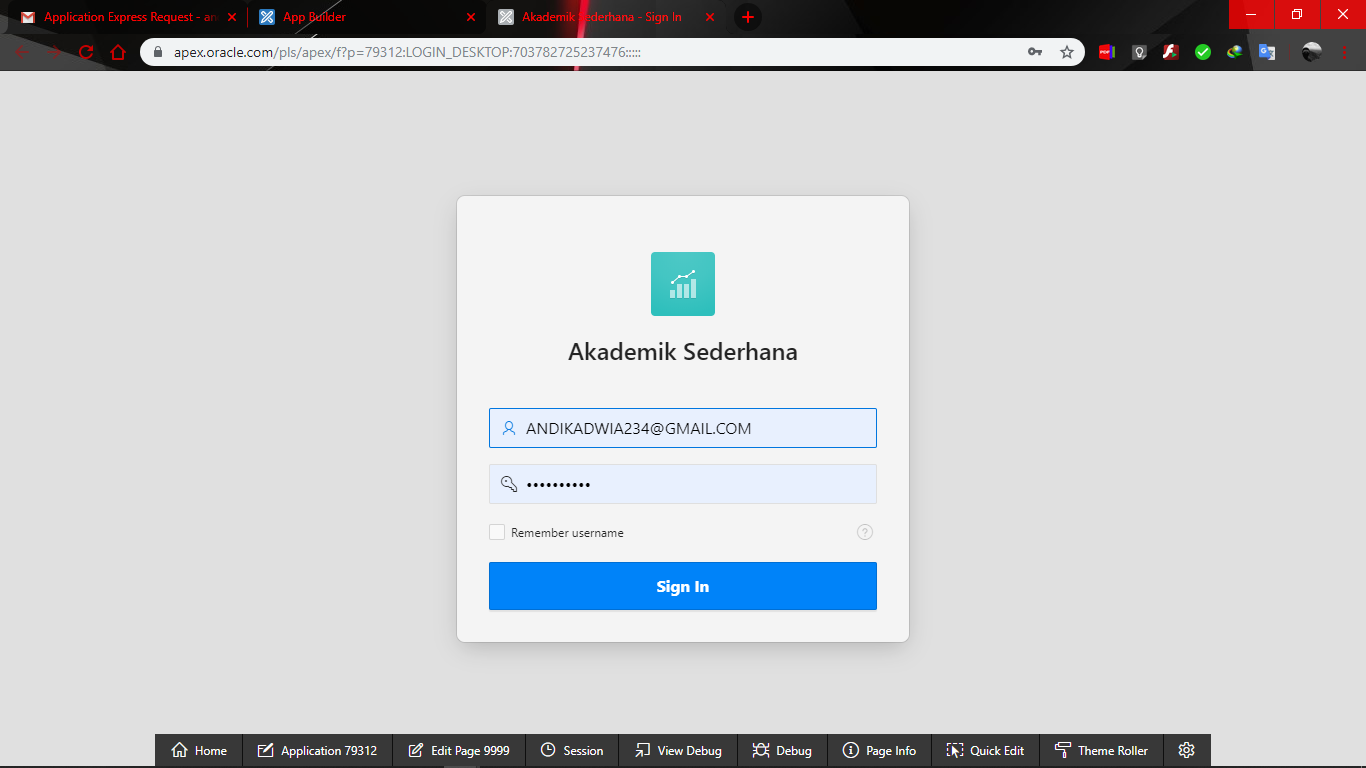 Application Express Request - an
App Builder
Akademik Sederhana - Sign In
apex.oracle.com/pls/apex/f?p=79312:LOGIN_DESKTOP:703782725237476:::::
PDF
Akademik Sederhana
ANDIKADWIA234@GMAIL.COM
••••••••••
Remember username
?
Sign In
Home
Application 79312
Edit Page 9999
Session
View Debug
Debug
Page Info
Quick Edit
Theme Roller